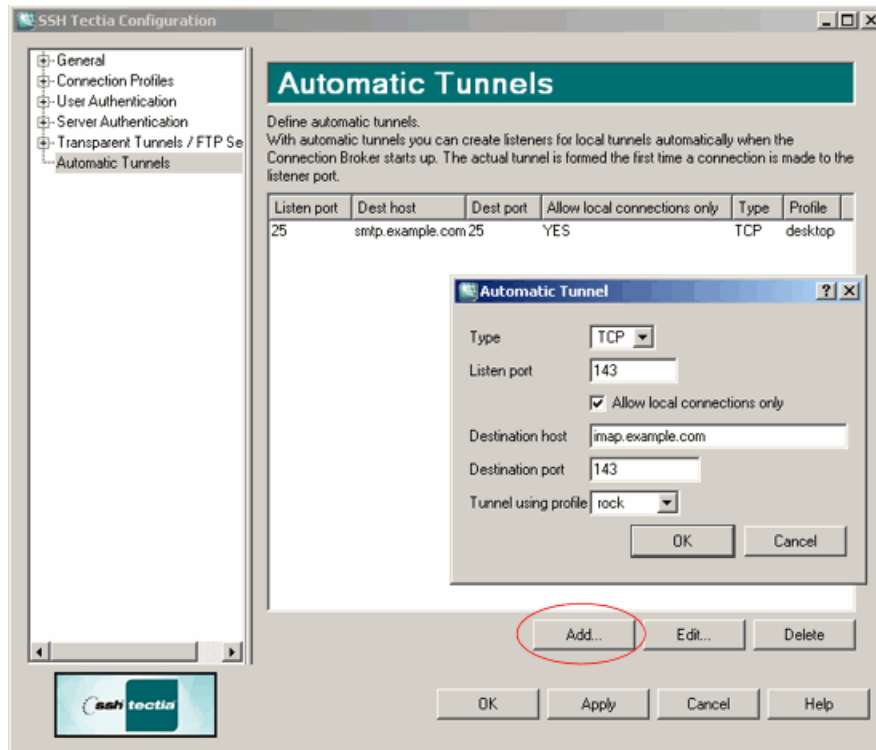 SSH Tectia Configuration
General
Connection Profiles
User Authentication
Server Authentication
Transparent Tunnels / FTP Se
Automatic Tunnels
Automatic Tunnels
Define automatic tunnels.
With automatic tunnels you can create listeners for local tunnels automatically when the
Connection Broker starts up. The actual tunnel is formed the first time a connection is made to the
listener port.
Listen port Dest host Dest port Allow local connections only Type Profile
25 smtp.example.com 25 YES TCP desktop
Automatic Tunnel
Type TCP
Listen port 143
Allow local connections only
Destination host imap.example.com
Destination port 143
Tunnel using profile rock
OK Cancel
Add... Edit... Delete
ssh tectia
OK Apply Cancel Help